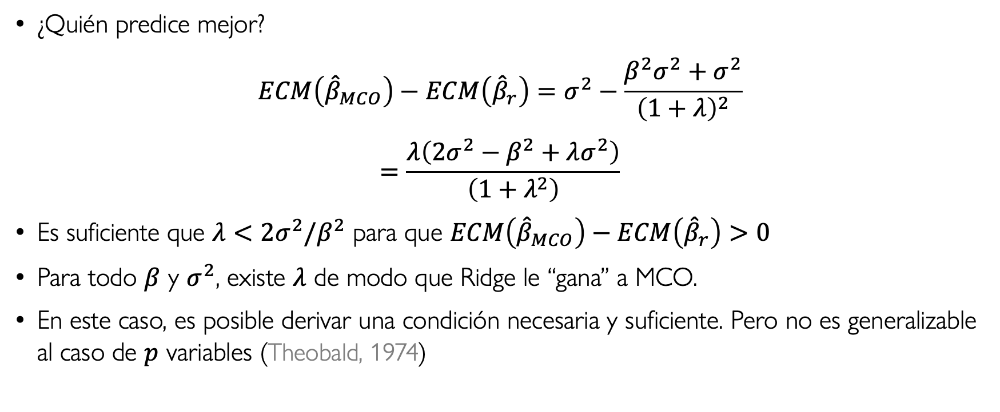 • ¿Quién predice mejor?
$ECM(\hat{\beta}_{MCO}) - ECM(\hat{\beta}_r) = \sigma^2 - \frac{\beta^2\sigma^2 + \sigma^2}{(1 + \lambda)^2}$
$= \frac{\lambda(2\sigma^2 - \beta^2 + \lambda\sigma^2)}{(1 + \lambda^2)}$
• Es suficiente que $\lambda < 2\sigma^2/\beta^2$ para que $ECM(\hat{\beta}_{MCO}) - ECM(\hat{\beta}_r) > 0$
• Para todo $\beta$ y $\sigma^2$, existe $\lambda$ de modo que Ridge le “gana” a MCO.
• En este caso, es posible derivar una condición necesaria y suficiente. Pero no es generalizable
al caso de $p$ variables (Theobald, 1974)